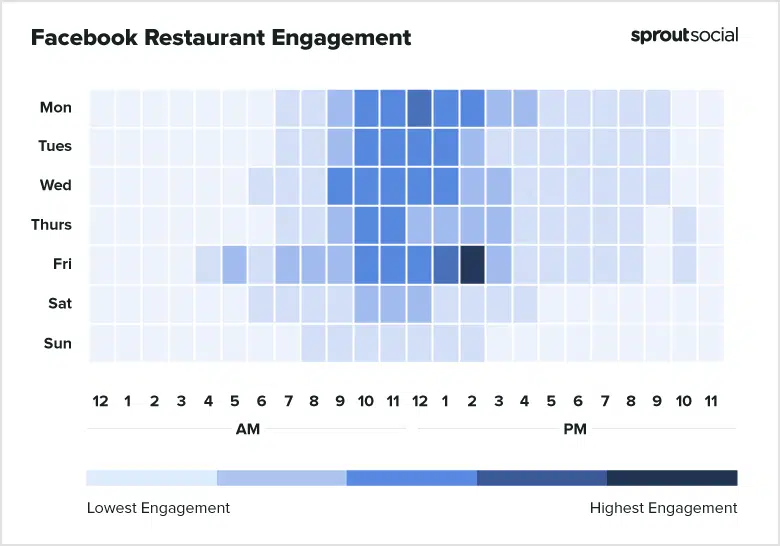 Facebook Restaurant Engagement
sproutsocial
Mon
Tues
Wed
Thurs
Fri
Sat
Sun
12 1 2 3 4 5 6 7 8 9 10 11 12 1 2 3 4 5 6 7 8 9 10 11
AM PM
Lowest Engagement Highest Engagement